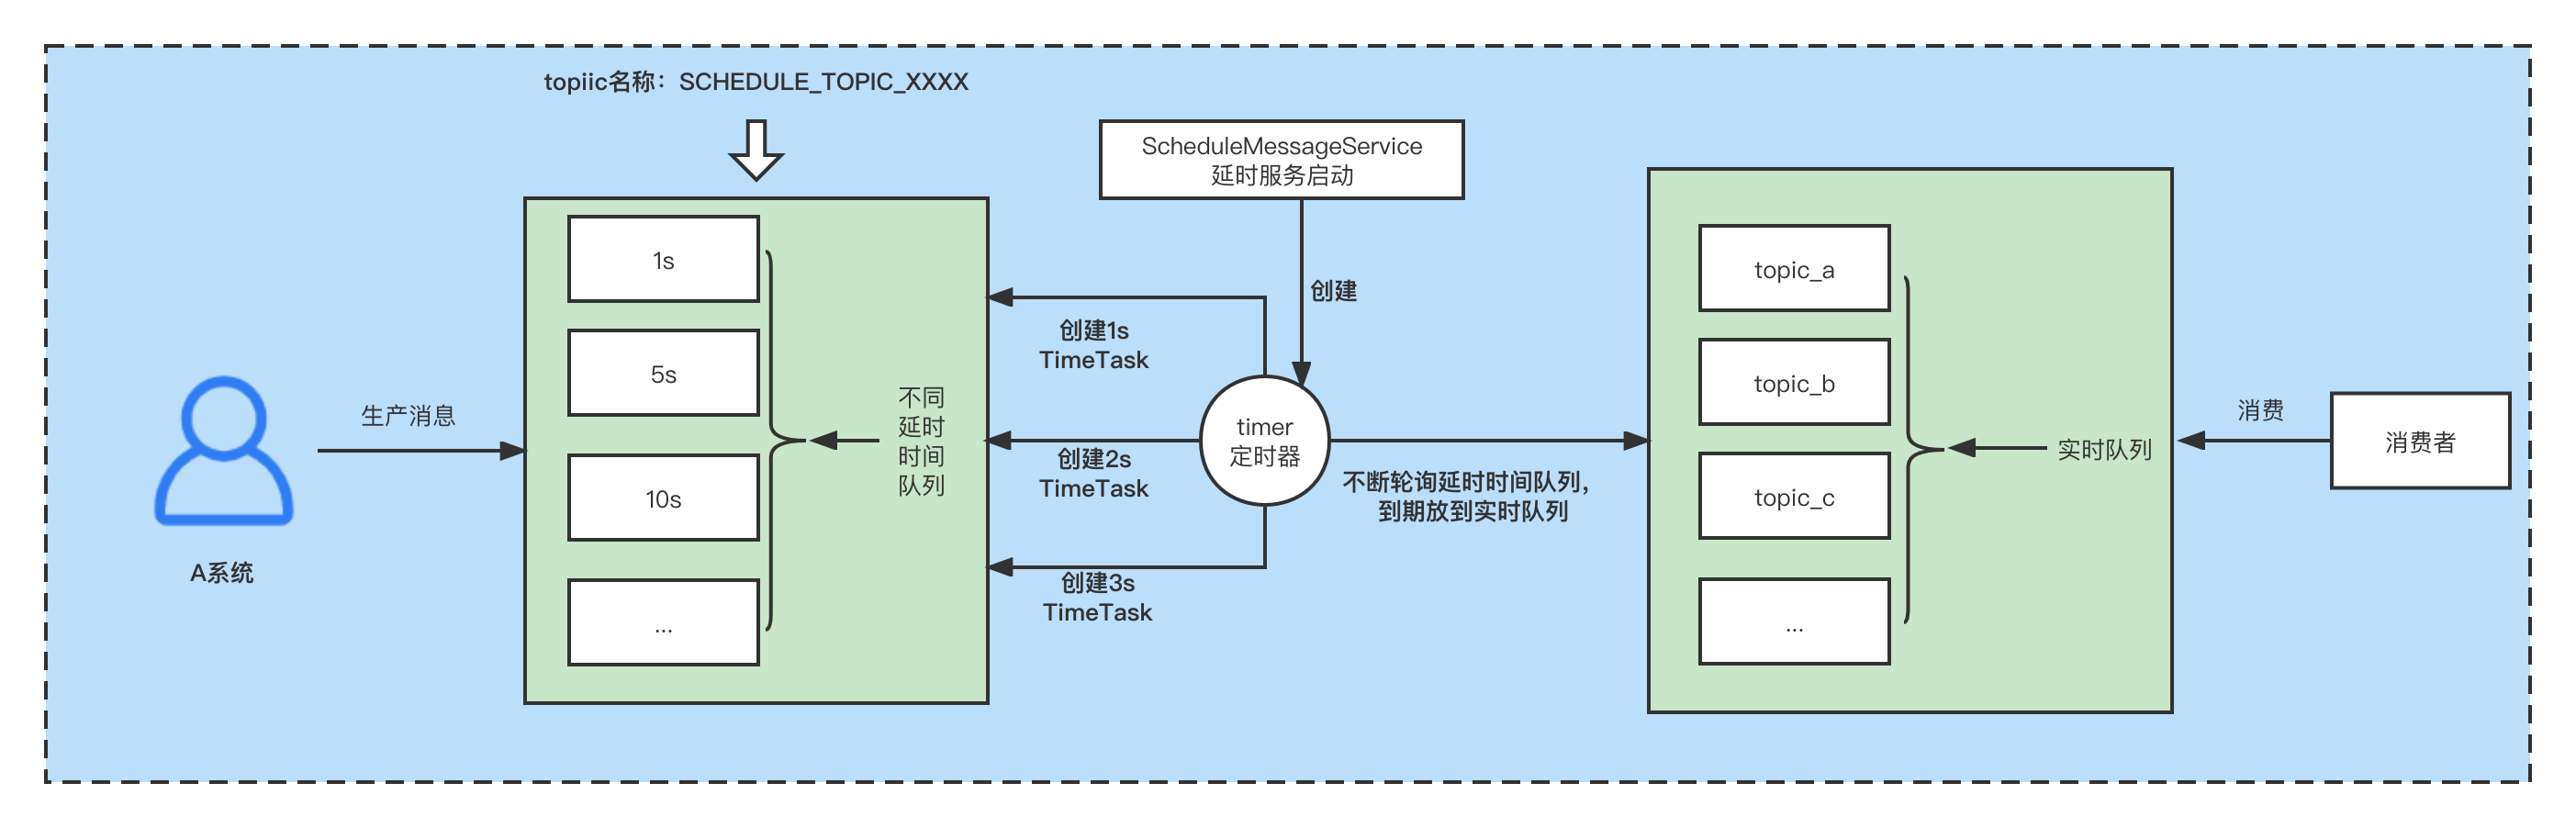 topiic名称：SCHEDULE_TOPIC_XXXX
ScheduleMessageService
延时服务启动
A系统
生产消息
1s
5s
10s
...
不同
延时
时间
队列
创建
创建1s
TimeTask
创建2s
TimeTask
创建3s
TimeTask
timer
定时器
不断轮询延时时间队列，
到期放到实时队列
topic_a
topic_b
topic_c
...
实时队列
消费
消费者